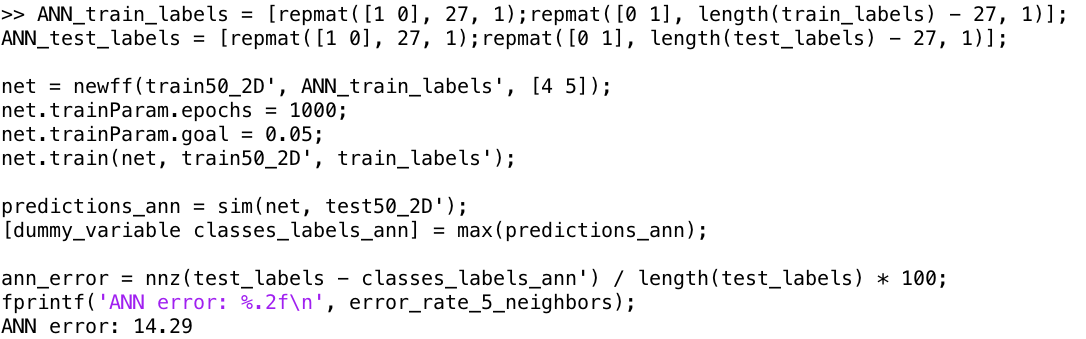 >> ANN_train_labels = [repmat([1 0], 27, 1);repmat([0 1], length(train_labels) - 27, 1)];
ANN_test_labels = [repmat([1 0], 27, 1);repmat([0 1], length(test_labels) - 27, 1)];
net = newff(train50_2D', ANN_train_labels', [4 5]);
net.trainParam.epochs = 1000;
net.trainParam.goal = 0.05;
net.train(net, train50_2D', train_labels');
predictions_ann = sim(net, test50_2D');
[dummy_variable classes_labels_ann] = max(predictions_ann);
ann_error = nnz(test_labels - classes_labels_ann') / length(test_labels) * 100;
fprintf('ANN error: %.2f\n', error_rate_5_neighbors);
ANN error: 14.29